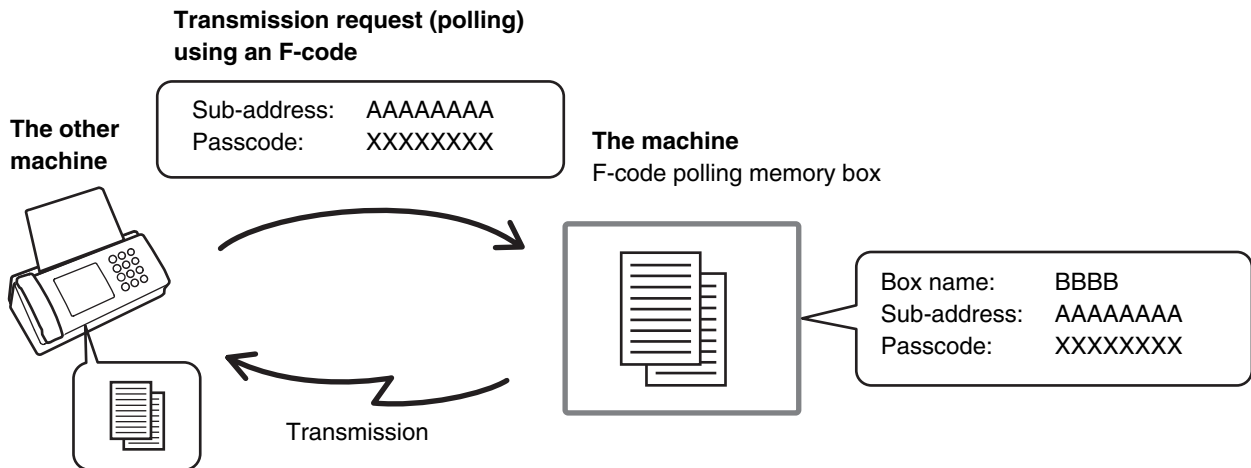 Transmission request (polling)
using an F-code
Sub-address: AAAAAAAA
Passcode: XXXXXXXX
The other
machine
The machine
F-code polling memory box
Box name: BBBB
Sub-address: AAAAAAAA
Passcode: XXXXXXXX
Transmission